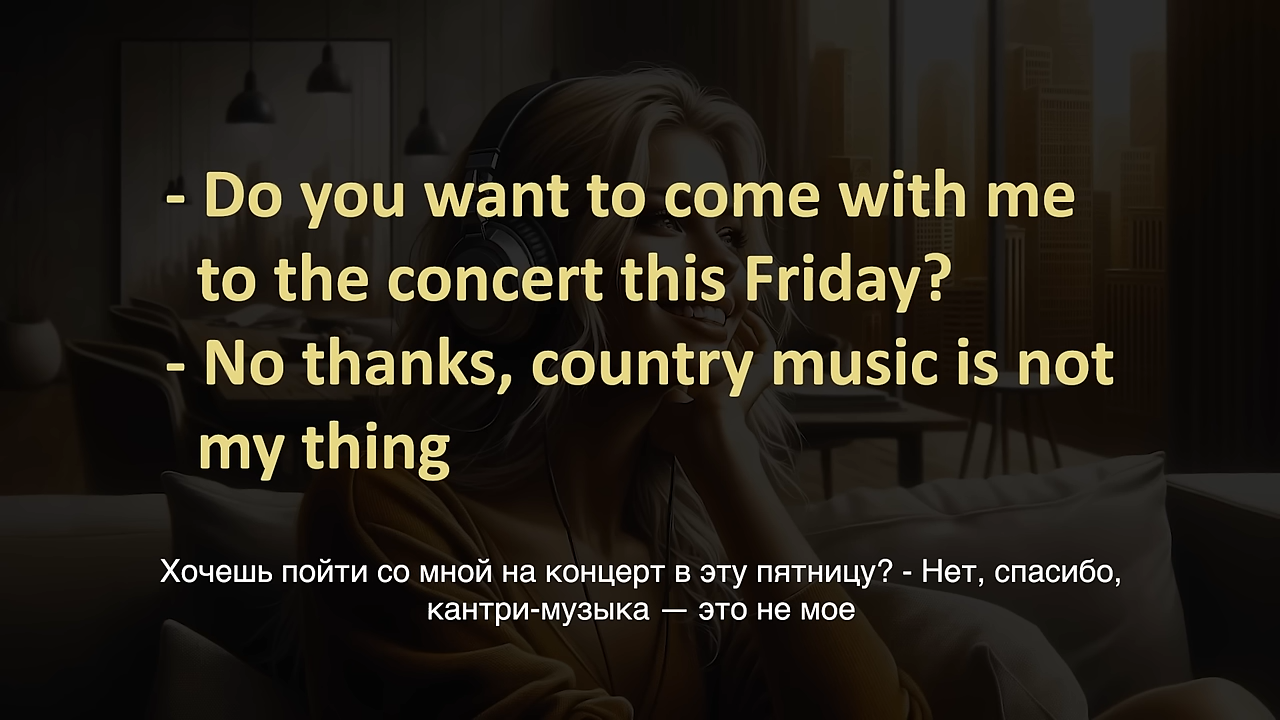 - Do you want to come with me
to the concert this Friday?
- No thanks, country music is not
my thing
Хочешь пойти со мной на концерт в эту пятницу? - Нет, спасибо,
кантри-музыка — это не мое